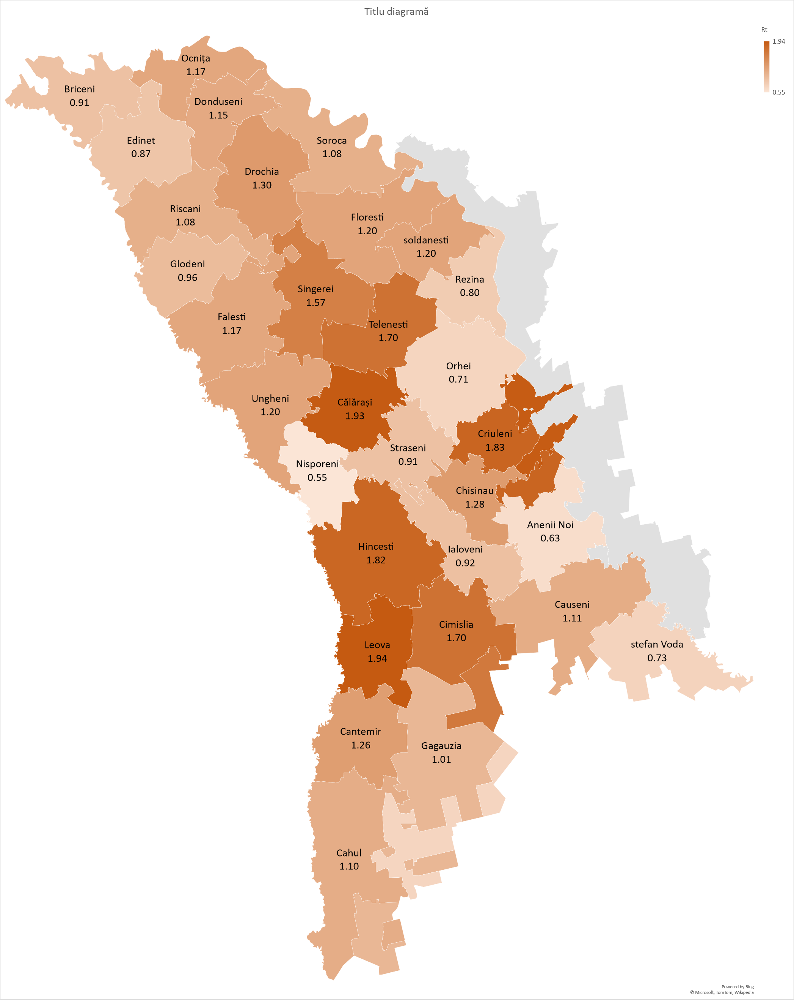 Titlu diagramă
Rt
1.94
0.55
Ocnița
1.17
Briceni
0.91
Donduseni
1.15
Edinet
0.87
Soroca
1.08
Drochia
1.30
Riscani
1.08
Floresti
1.20
soldanesti
1.20
Glodeni
0.96
Rezina
0.80
Singerei
1.57
Falesti
1.17
Telenesti
1.70
Orhei
0.71
Ungheni
1.20
Călărași
1.93
Criuleni
1.83
Straseni
0.91
Nisporeni
0.55
Chisinau
1.28
Anenii Noi
0.63
Hincesti
1.82
Ialoveni
0.92
Causeni
1.11
Cimislia
1.70
Leova
1.94
stefan Voda
0.73
Cantemir
1.26
Gagauzia
1.01
Cahul
1.10
Powered by Bing
© Microsoft, TomTom, Wikipedia